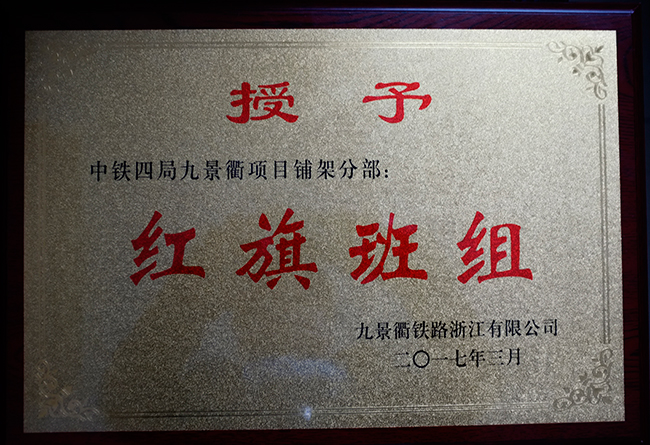 授予
中铁四局九景衢项目铺架分部：
红旗班组
九景衢铁路浙江有限公司
二〇一七年三月